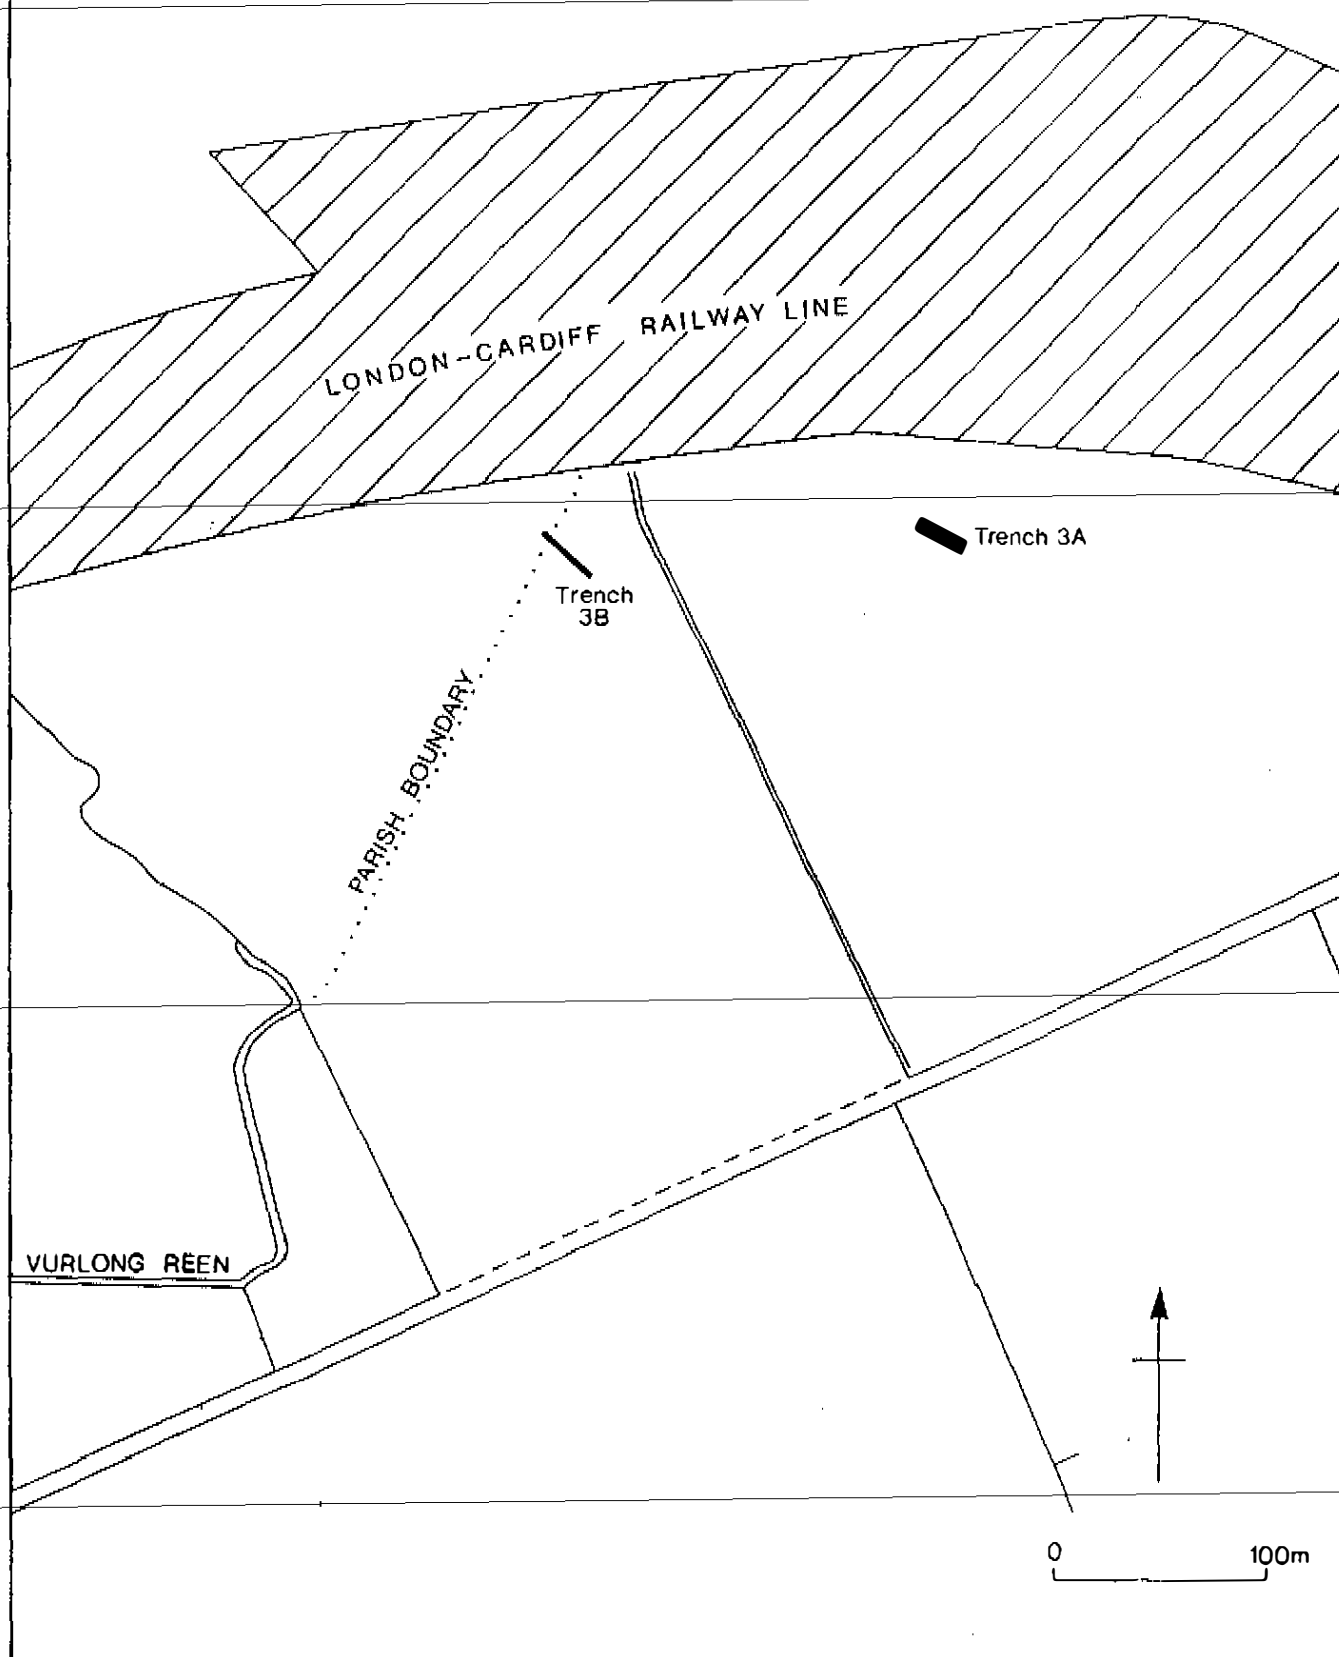 LONDON-CARDIFF RAILWAY LINE
Trench 3A
Trench
3B
PARISH BOUNDARY
VURLONG REEN
0 100m